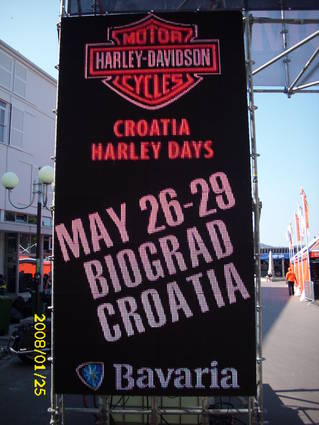 MOTOR
HARLEY-DAVIDSON
CYCLES
CROATIA
HARLEY DAYS
MAY 26-29
BIOGRAD
CROATIA
Bavaria
2008/01/25